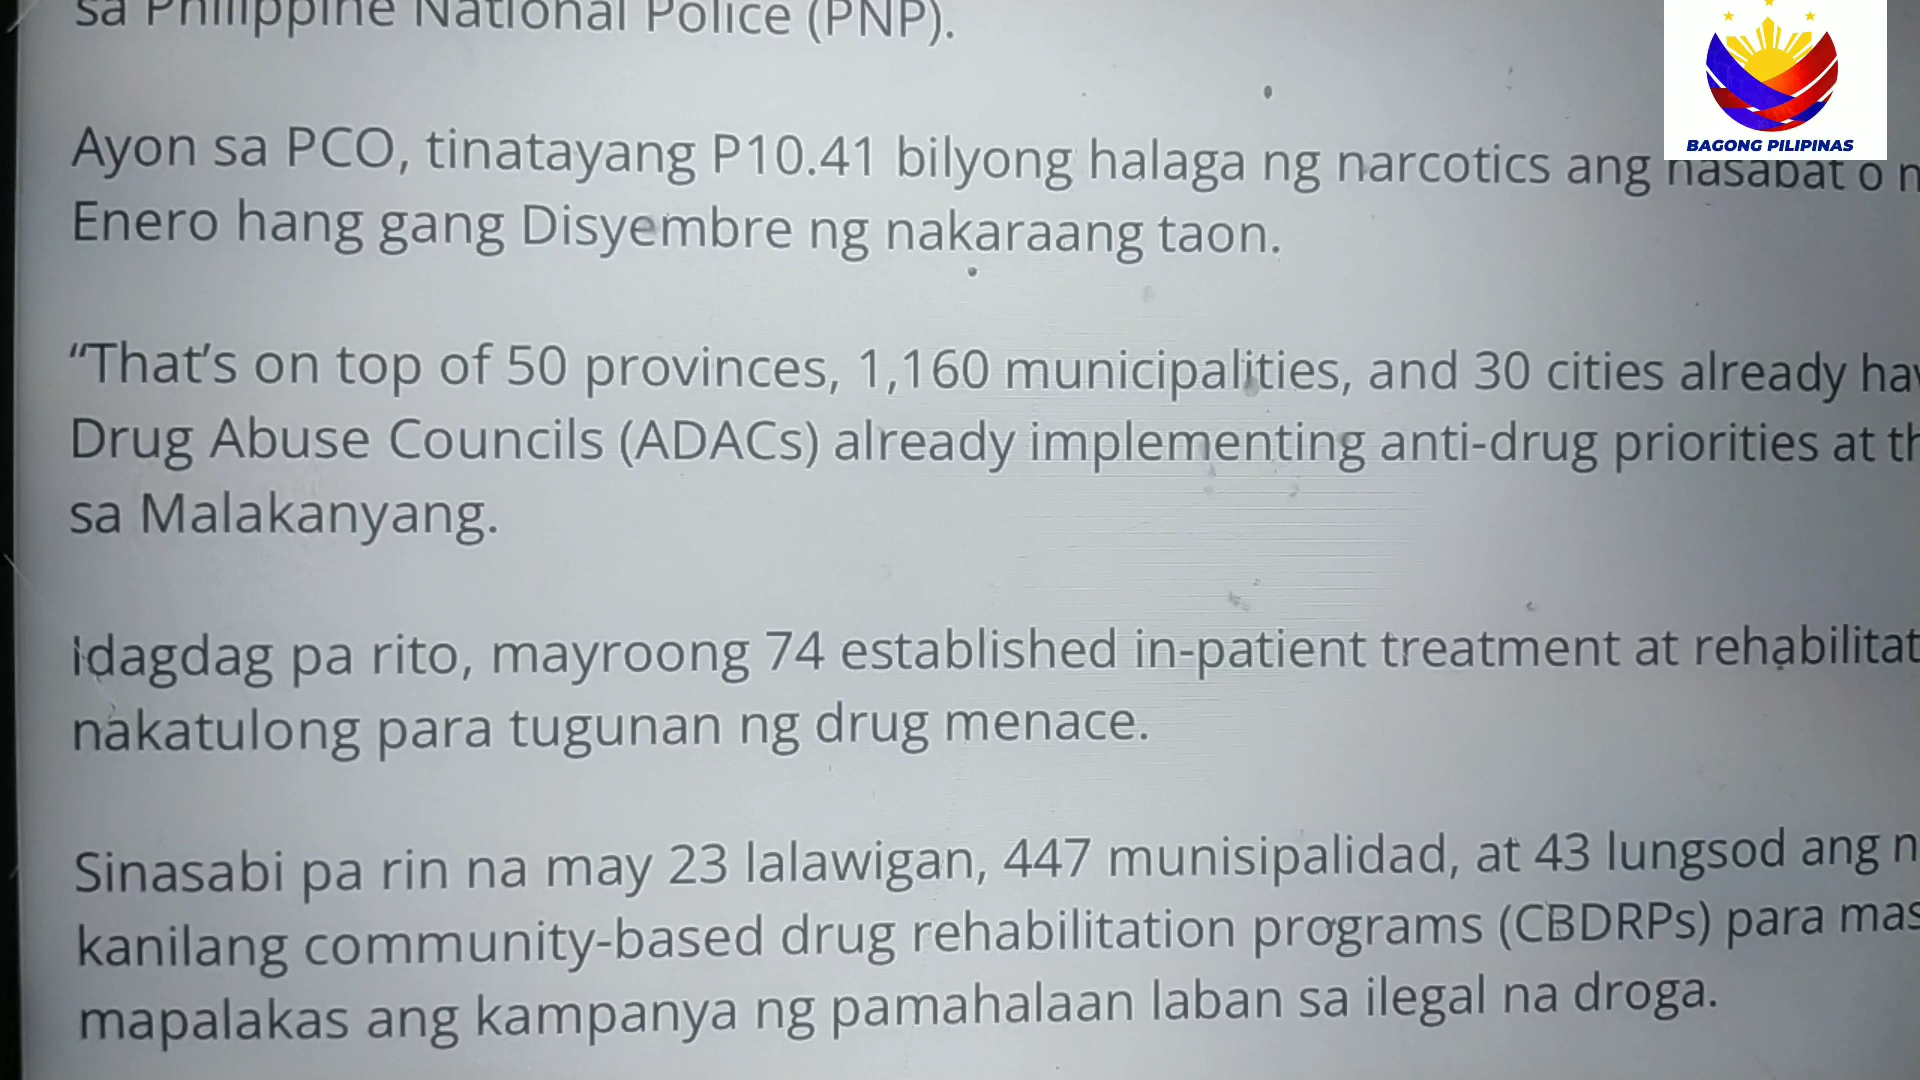 sa Philippine National Police (PNP).
BAGONG PILIPINAS
Ayon sa PCO, tinatayang P10.41 bilyong halaga ng narcotics ang nasabat o
Enero hang gang Disyembre ng nakaraang taon.
“That’s on top of 50 provinces, 1,160 municipalities, and 30 cities already
Drug Abuse Councils (ADACs) already implementing anti-drug priorities at
sa Malakanyang.
Idagdag pa rito, mayroong 74 established in-patient treatment at
nakatulong para tugunan ng drug menace.
Sinasabi pa rin na may 23 lalawigan, 447 munisipalidad, at 43 lungsod ang
kanilang community-based drug rehabilitation programs (CBDRPs) para
mapalakas ang kampanya ng pamahalaan laban sa ilegal na droga.